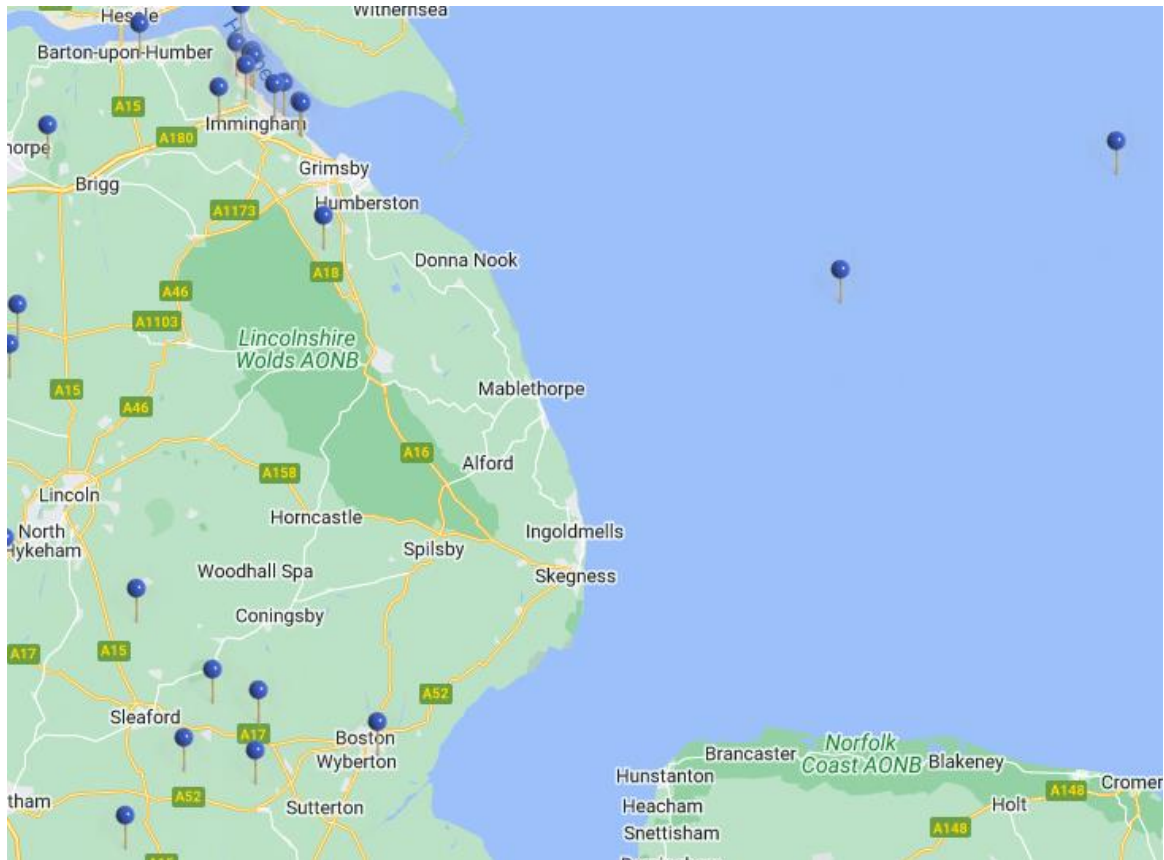 Hessle
Withernsea
Barton-upon-Humber
A15
Immingham
A180
horpe
Grimsby
Brigg
Humberston
A1173
Donna Nook
A18
A46
A1103
Lincolnshire
Wolds AONB
A15
Mablethorpe
A46
A16
Alford
A158
Lincoln
Horncastle
North
Hykeham
Ingoldmells
Spilsby
Woodhall Spa
Skegness
Coningsby
A17
A15
A52
Sleaford
A17
Boston
Wyberton
Norfolk
Coast AONB
Brancaster
Blakeney
Hunstanton
Cromer
A148
tham
A52
Sutterton
Heacham
Holt
Snettisham
A148